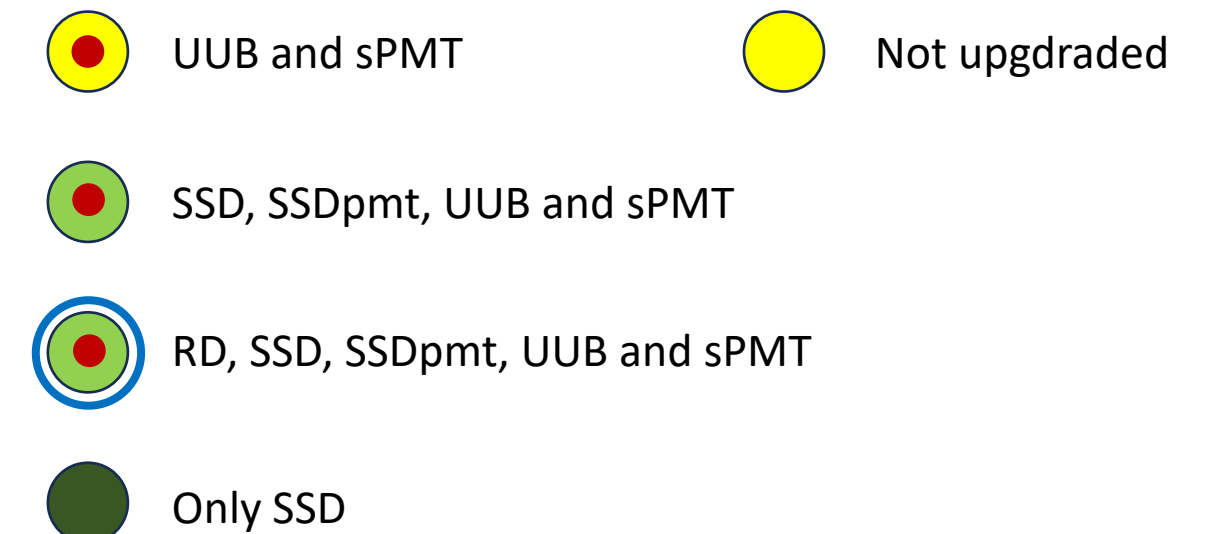 UUB and sPMT
Not upgdraded
SSD, SSDpmt, UUB and sPMT
RD, SSD, SSDpmt, UUB and sPMT
Only SSD